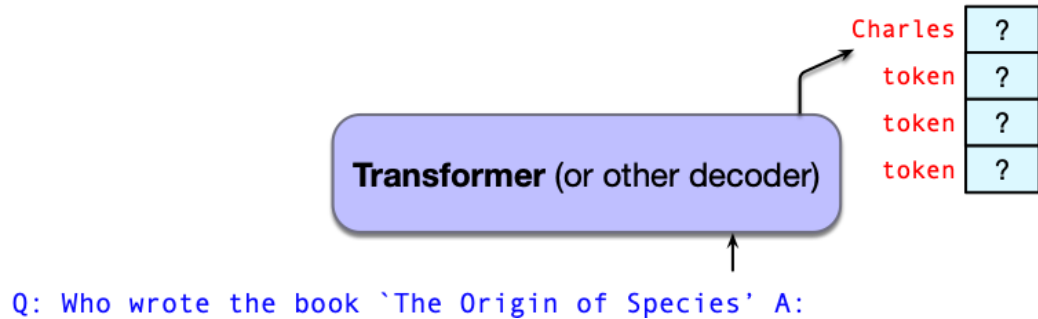 Charles ?
token ?
token ?
token ?
Transformer (or other decoder)
Q: Who wrote the book `The Origin of Species’ A: